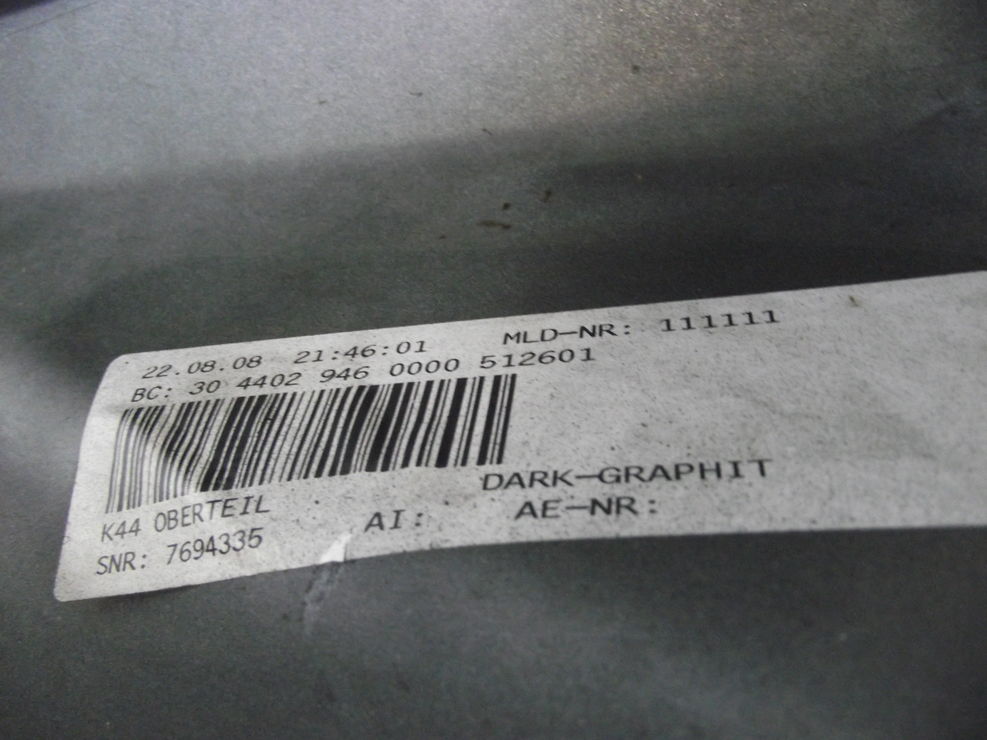 22.08.08 21:46:01 MLD-NR: 111111
BC: 30 4402 946 0000 512601
DARK-GRAPHIT
K44 OBERTEIL
AI: AE-NR:
SNR: 7694335